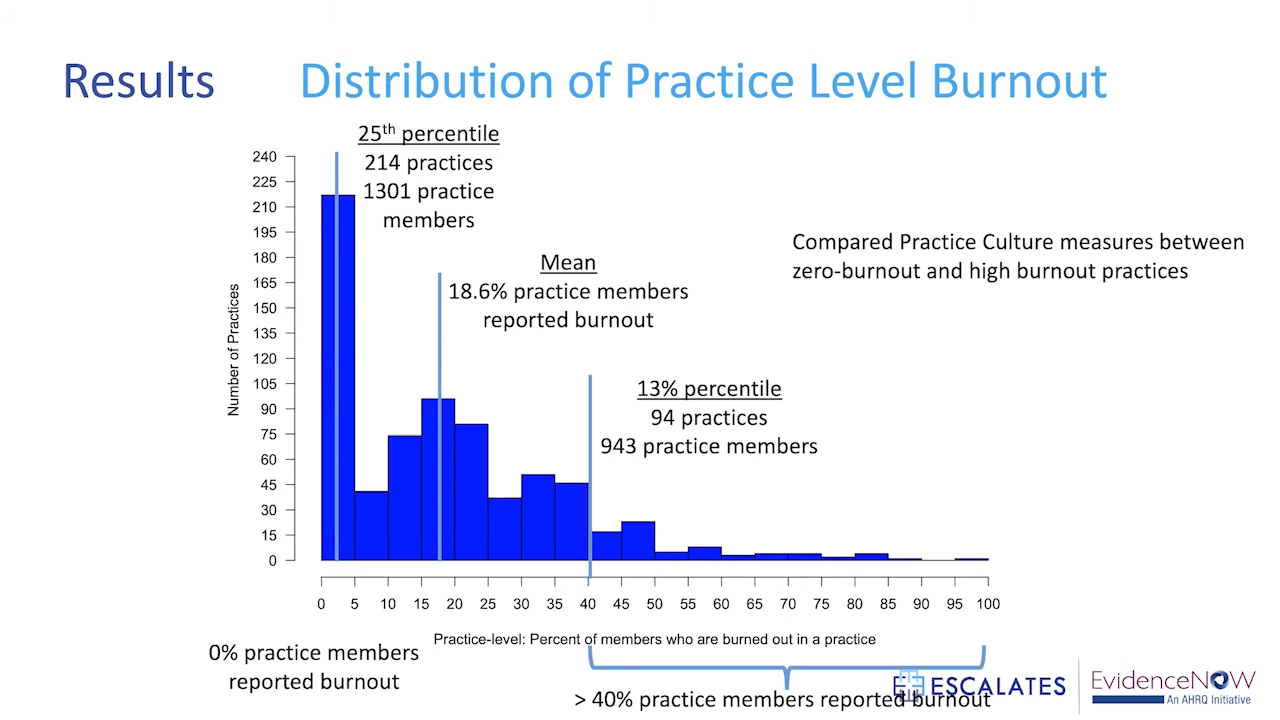 Results
Distribution of Practice Level Burnout
25th percentile
214 practices
1301 practice
members
Mean
18.6% practice members
reported burnout
13% percentile
94 practices
943 practice members
Compared Practice Culture measures between
zero-burnout and high burnout practices
Number of Practices
240
225
210
195
180
165
150
135
120
105
90
75
60
45
30
15
0
0 5 10 15 20 25 30 35 40 45 50 55 60 65 70 75 80 85 90 95 100
Practice-level: Percent of members who are burned out in a practice
0% practice members
reported burnout
> 40% practice members reported burnout
ESCALATES
EvidenceNOW
An AHRQ Initiative